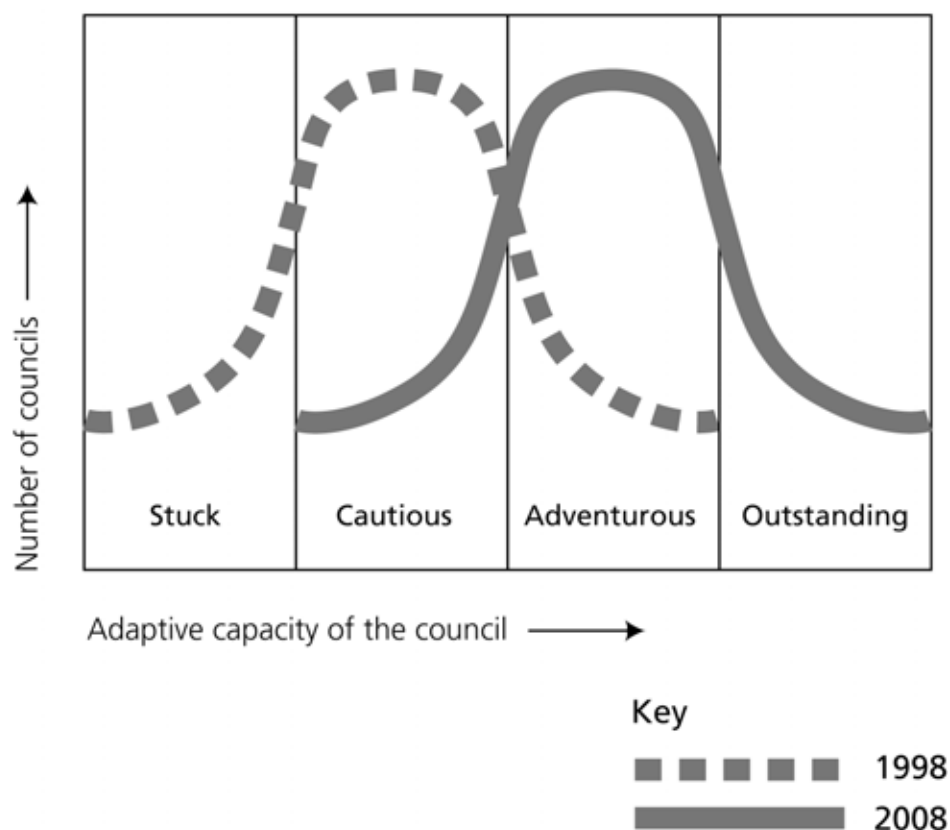 Number of councils
Stuck
Cautious
Adventurous
Outstanding
Adaptive capacity of the council
Key
1998
2008